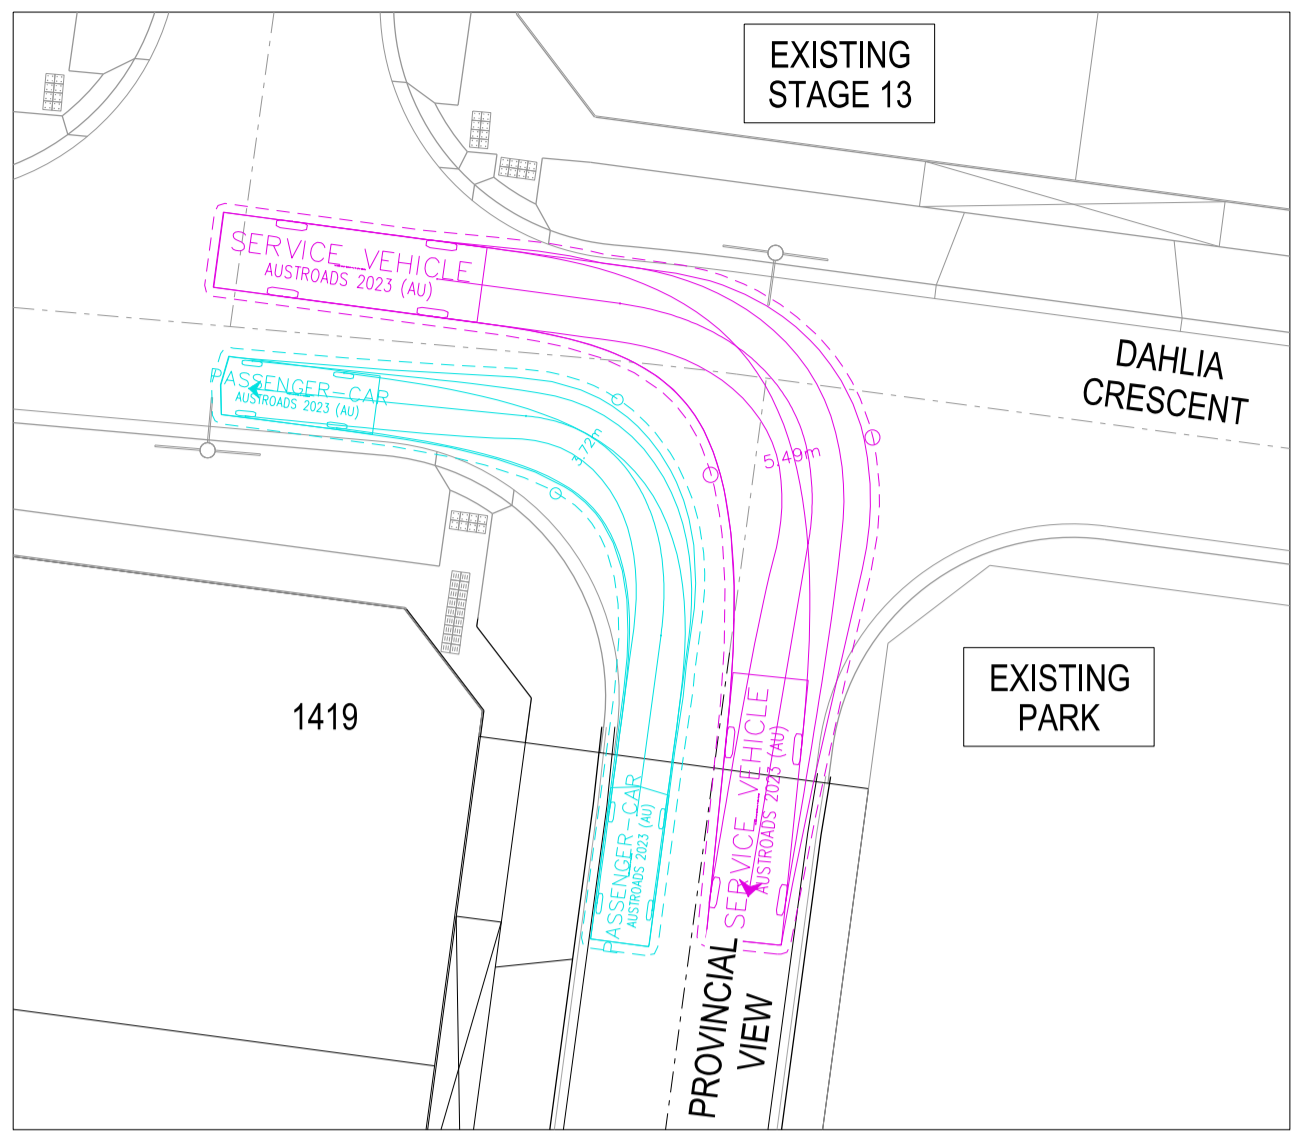 EXISTING
STAGE 13
SERVICE VEHICLE
AUSTROADS 2023 (AU)
PASSENGER-CAR
AUSTROADS 2023 (AU)
DAHLIA
CRESCENT
3.72m
5.49m
EXISTING
PARK
1419
SERVICE VEHICLE
AUSTROADS 2023 (AU)
PASSENGER-CAR
AUSTROADS 2023 (AU)
PROVINCIAL
VIEW